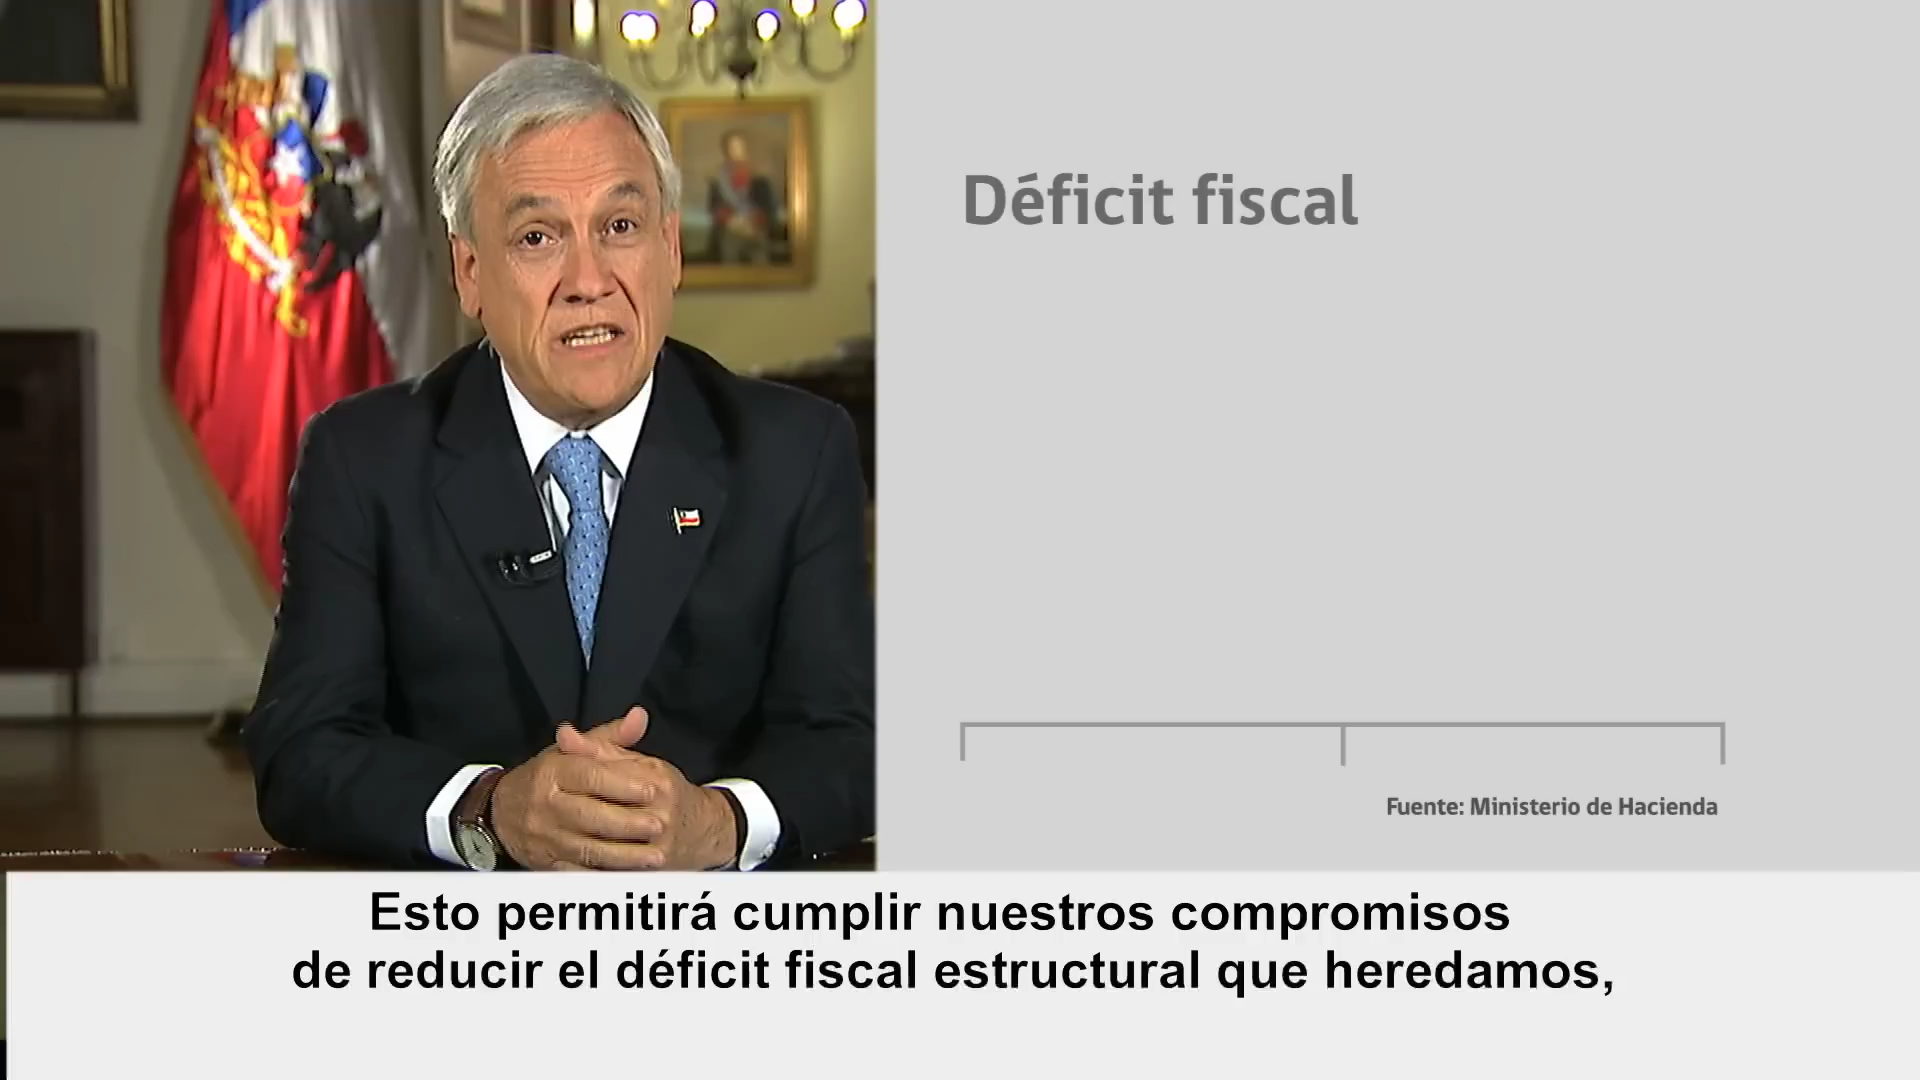 Déficit fiscal
Fuente: Ministerio de Hacienda
Esto permitirá cumplir nuestros compromisos
de reducir el déficit fiscal estructural que heredamos,